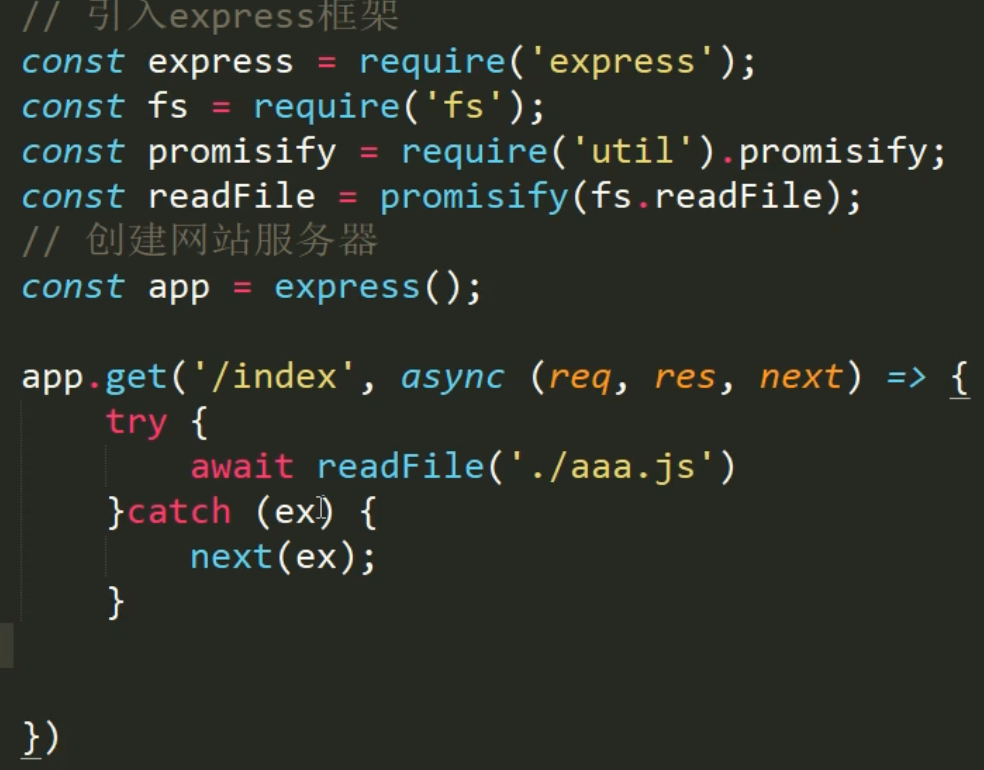 // 引入express框架
const express = require('express');
const fs = require('fs');
const promisify = require('util').promisify;
const readFile = promisify(fs.readFile);
// 创建网站服务器
const app = express();
app.get('/index', async (req, res, next) => {
try {
await readFile('./aaa.js')
}catch (ex) {
next(ex);
}
})